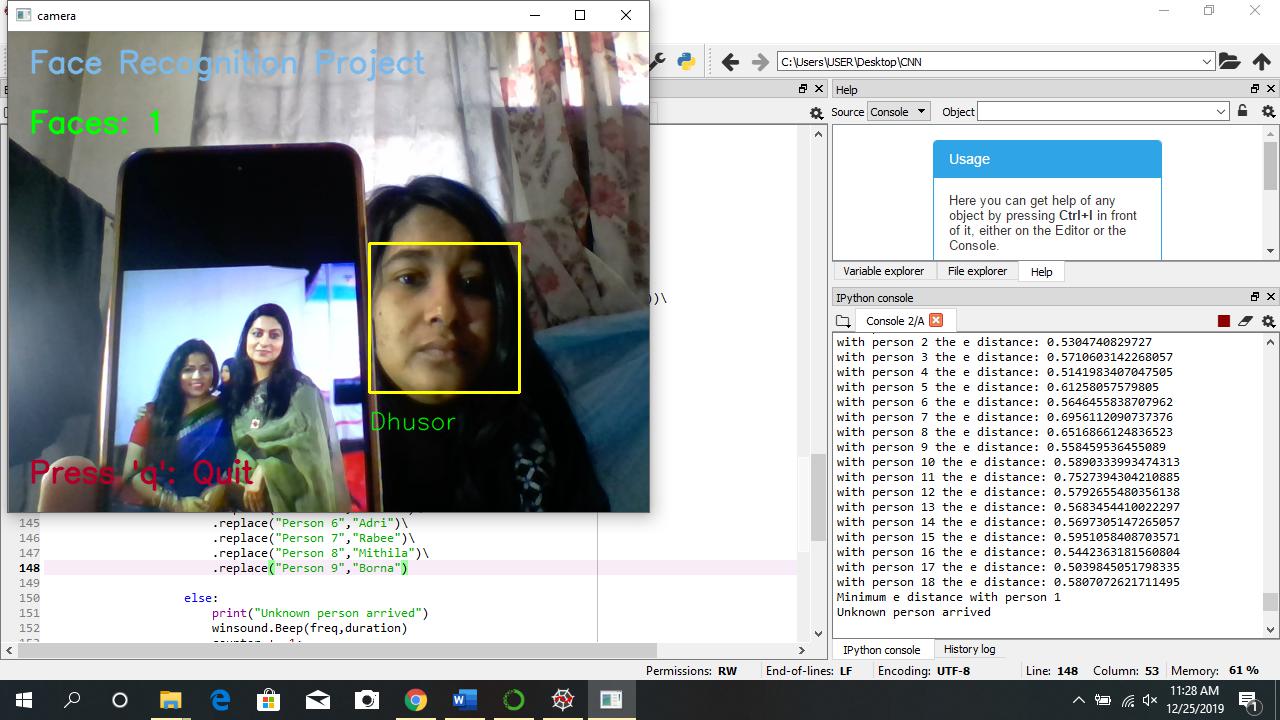 camera
Face Recognition Project
Faces: 1
Dhusor
Press 'q': Quit
C:\Users\USER\Desktop\CNN
))\
145 .replace("Person 6","Adri")\
146 .replace("Person 7","Rabee")\
147 .replace("Person 8","Mithila")\
148 .replace("Person 9","Borna")
149
150 else:
151 print("Unknown person arrived")
152 winsound.Beep(freq,duration)
Help
Source Console Object
Usage
Here you can get help of any
object by pressing Ctrl+I in front
of it, either on the Editor or the
Console.
Variable explorer File explorer Help
IPython console
Console 2/A
with person 2 the e distance: 0.5304740829727
with person 3 the e distance: 0.5710603142268057
with person 4 the e distance: 0.5141983407047505
with person 5 the e distance: 0.61258057579805
with person 6 the e distance: 0.5646455838707962
with person 8 the e distance: 0.6516866124836523
with person 9 the e distance: 0.558459536455089
with person 10 the e distance: 0.5890333993474313
with person 11 the e distance: 0.7527394304210885
with person 12 the e distance: 0.5792655480356138
with person 13 the e distance: 0.5683454410022297
with person 14 the e distance: 0.5697305147265057
with person 15 the e distance: 0.5951058408703571
with person 16 the e distance: 0.5442367181560804
with person 17 the e distance: 0.5039945051798335
with person 18 the e distance: 0.5807072621711495
Minimum e distance with person 1
Unknown person arrived
IPython console History log
Permissions: RW End-of-lines: LF Encoding: UTF-8 Line: 148 Column: 53 Memory: 61 %
11:28 AM
12/25/2019
1